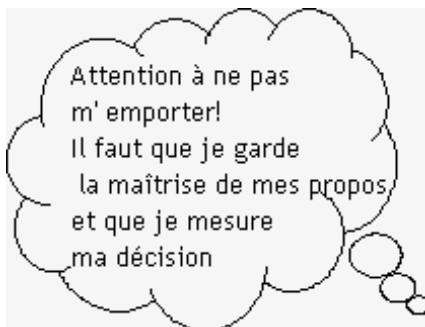 Attention à ne pas
m' emporter!
Il faut que je garde
la maîtrise de mes propos
et que je mesure
ma décision